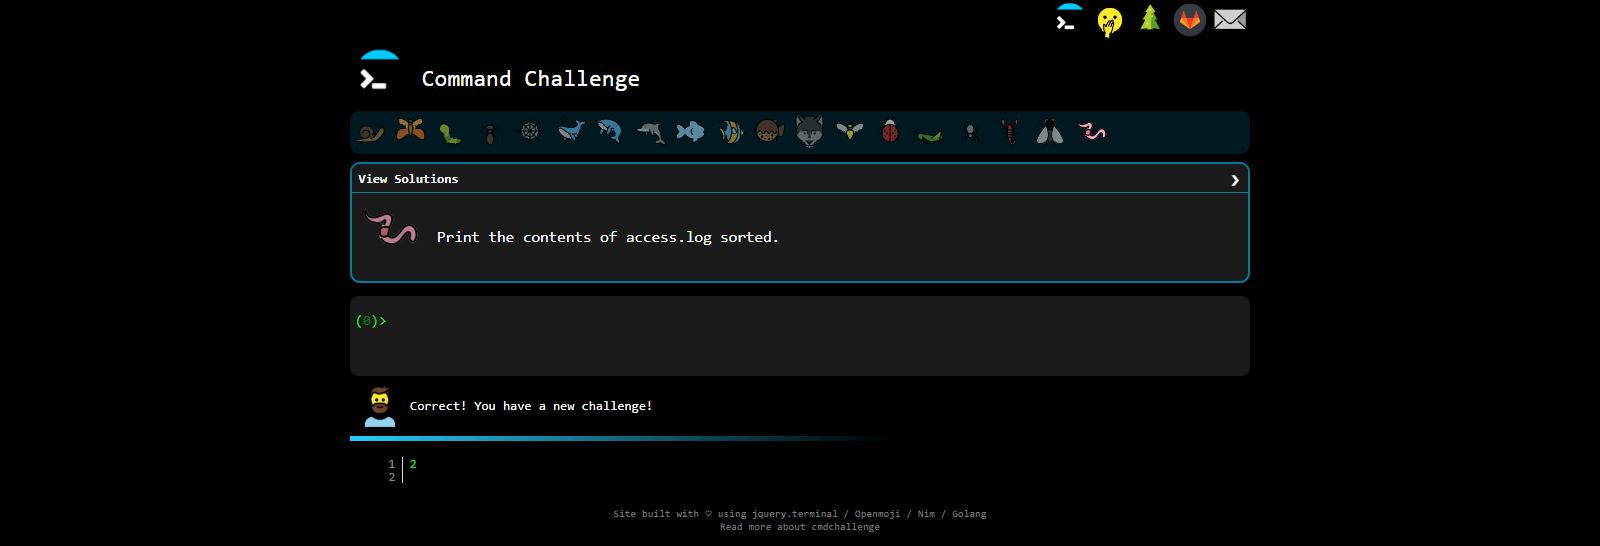 Command Challenge
View Solutions ❯
Print the contents of access.log sorted.
(0)>
Correct! You have a new challenge!
1 2
2
Site built with ♡ using jquery.terminal / Openmoji / Nim / Golang
Read more about cmdchallenge